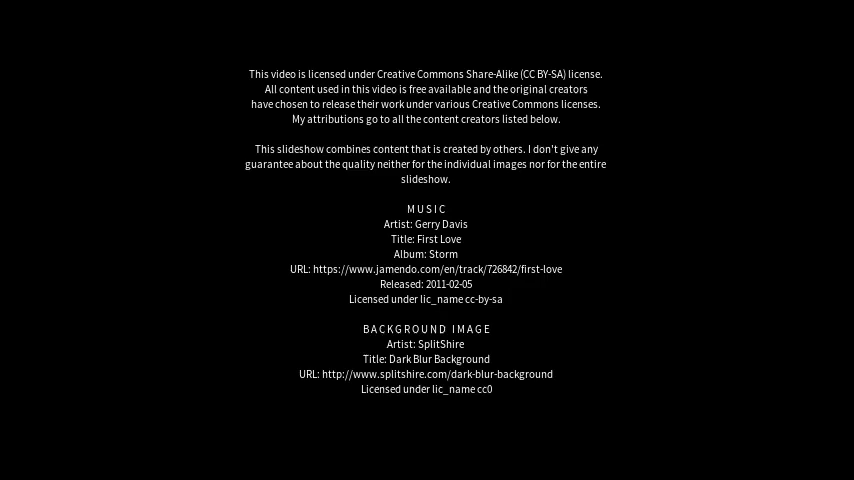 This video is licensed under Creative Commons Share-Alike (CC BY-SA) license.
All content used in this video is free available and the original creators
have chosen to release their work under various Creative Commons licenses.
My attributions go to all the content creators listed below.
This slideshow combines content that is created by others. I don't give any
guarantee about the quality neither for the individual images nor for the entire
slideshow.
MUSIC
Artist: Gerry Davis
Title: First Love
Album: Storm
URL: https://www.jamendo.com/en/track/726842/first-love
Released: 2011-02-05
Licensed under lic_name cc-by-sa
BACKGROUND IMAGE
Artist: SplitShire
Title: Dark Blur Background
URL: http://www.splitshire.com/dark-blur-background
Licensed under lic_name cc0